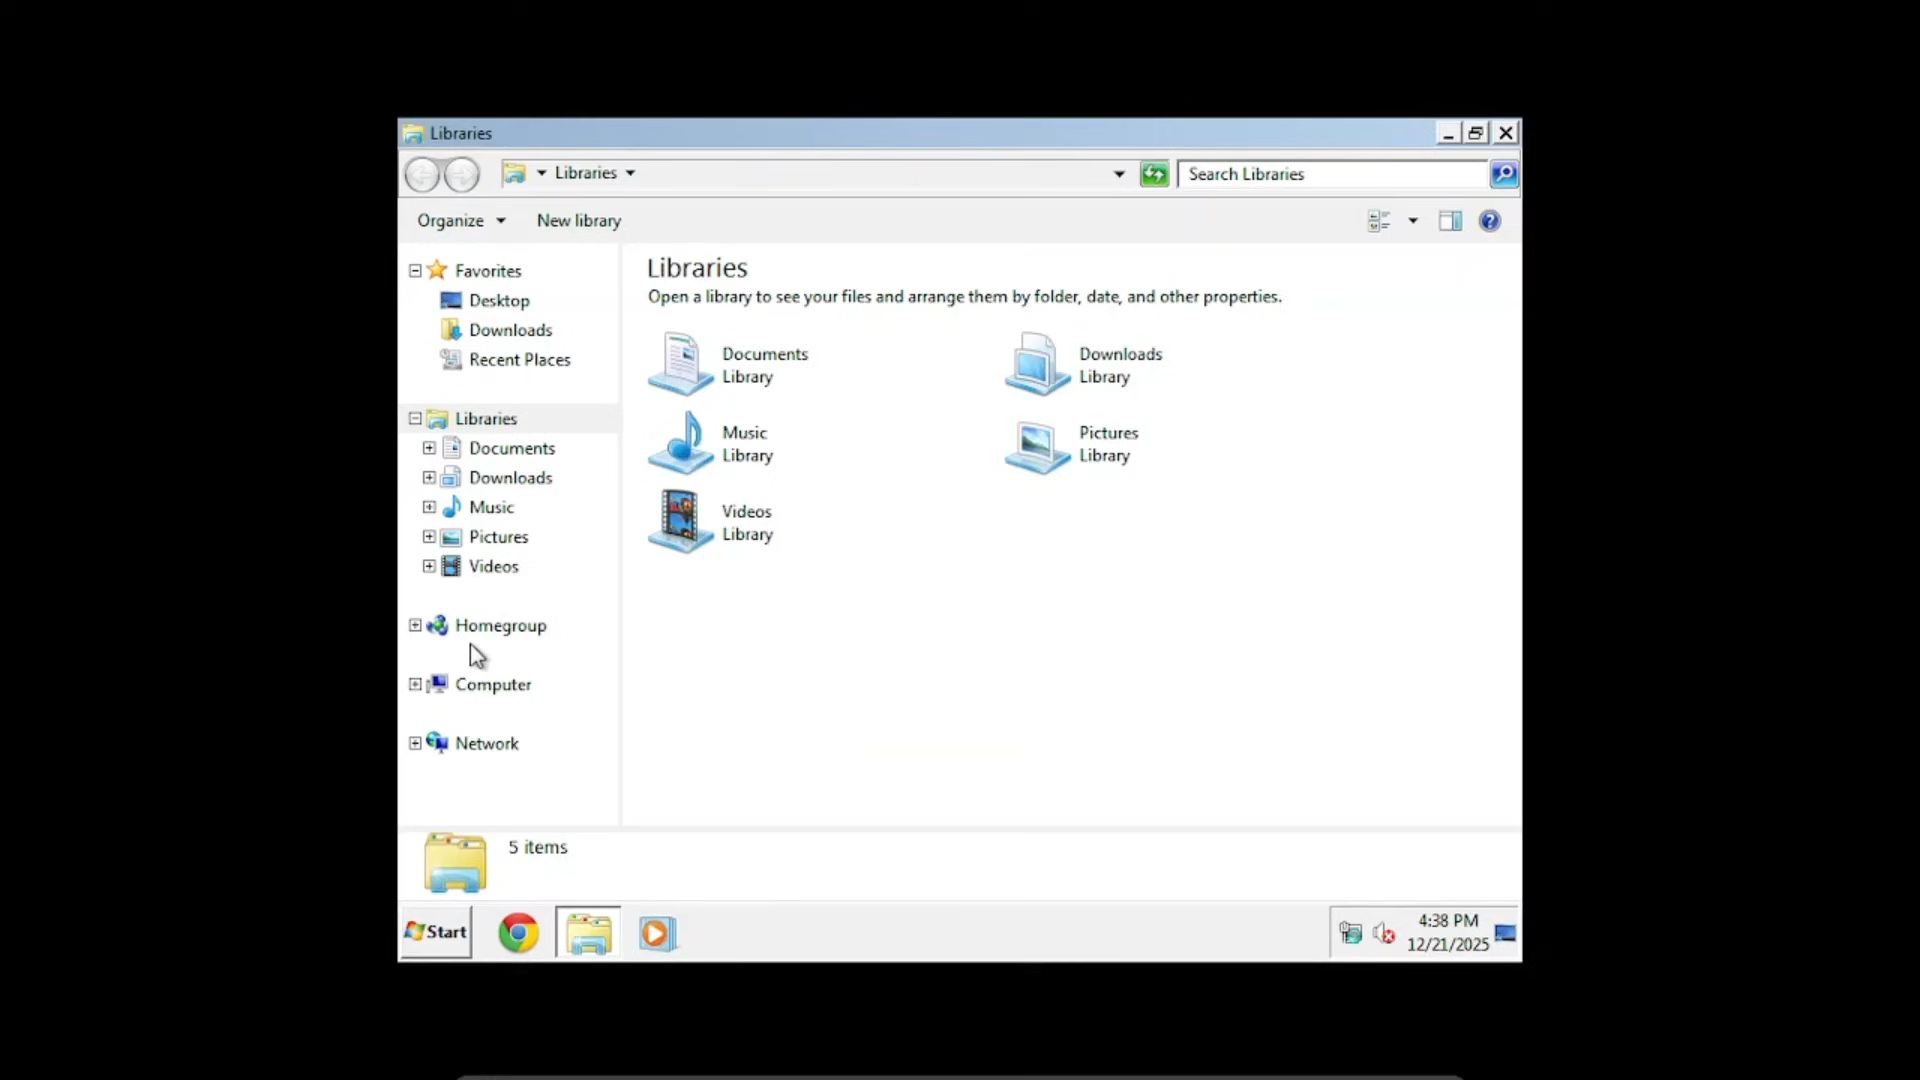 Libraries
Libraries
Search Libraries
Organize
New library
Favorites
Desktop
Downloads
Recent Places
Libraries
Documents
Downloads
Music
Pictures
Videos
Homegroup
Computer
Network
Libraries
Open a library to see your files and arrange them by folder, date, and other properties.
Documents
Library
Downloads
Library
Music
Library
Pictures
Library
Videos
Library
5 items
Start
4:38 PM
12/21/2025